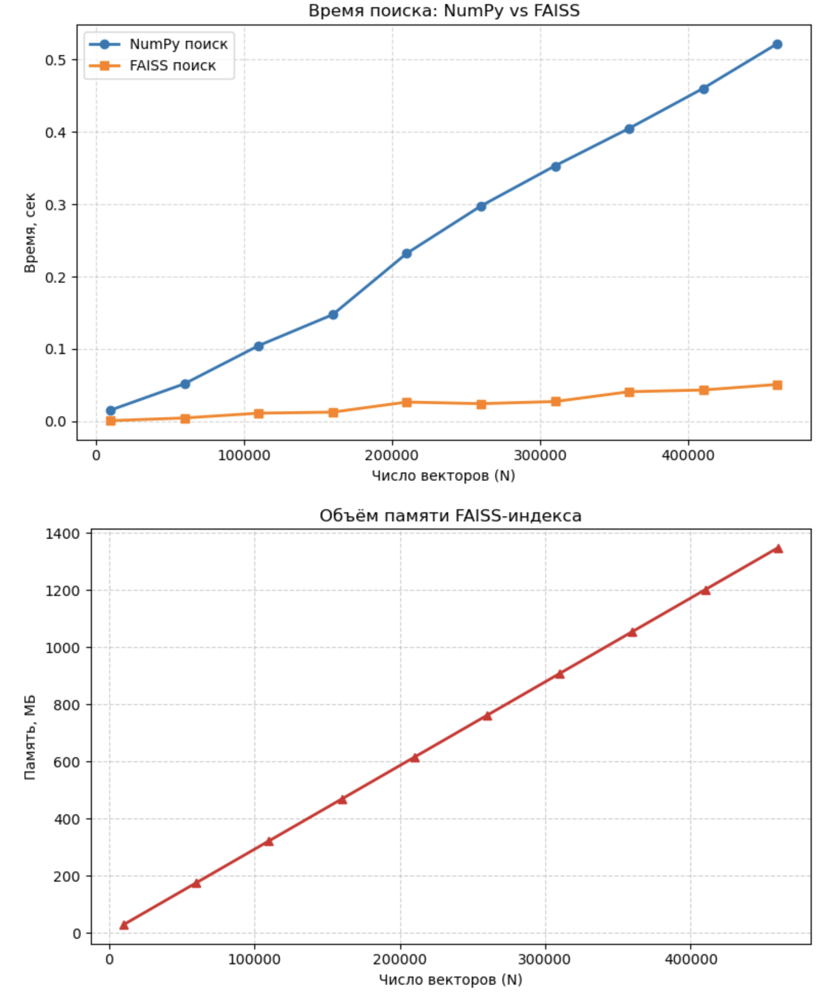 Время поиска: NumPy vs FAISS
NumPy поиск
FAISS поиск
0.5
0.4
0.3
0.2
0.1
0.0
Время, сек
0 100000 200000 300000 400000
Число векторов (N)
Объём памяти FAISS-индекса
1400
1200
1000
800
600
400
200
0
Память, МБ
0 100000 200000 300000 400000
Число векторов (N)